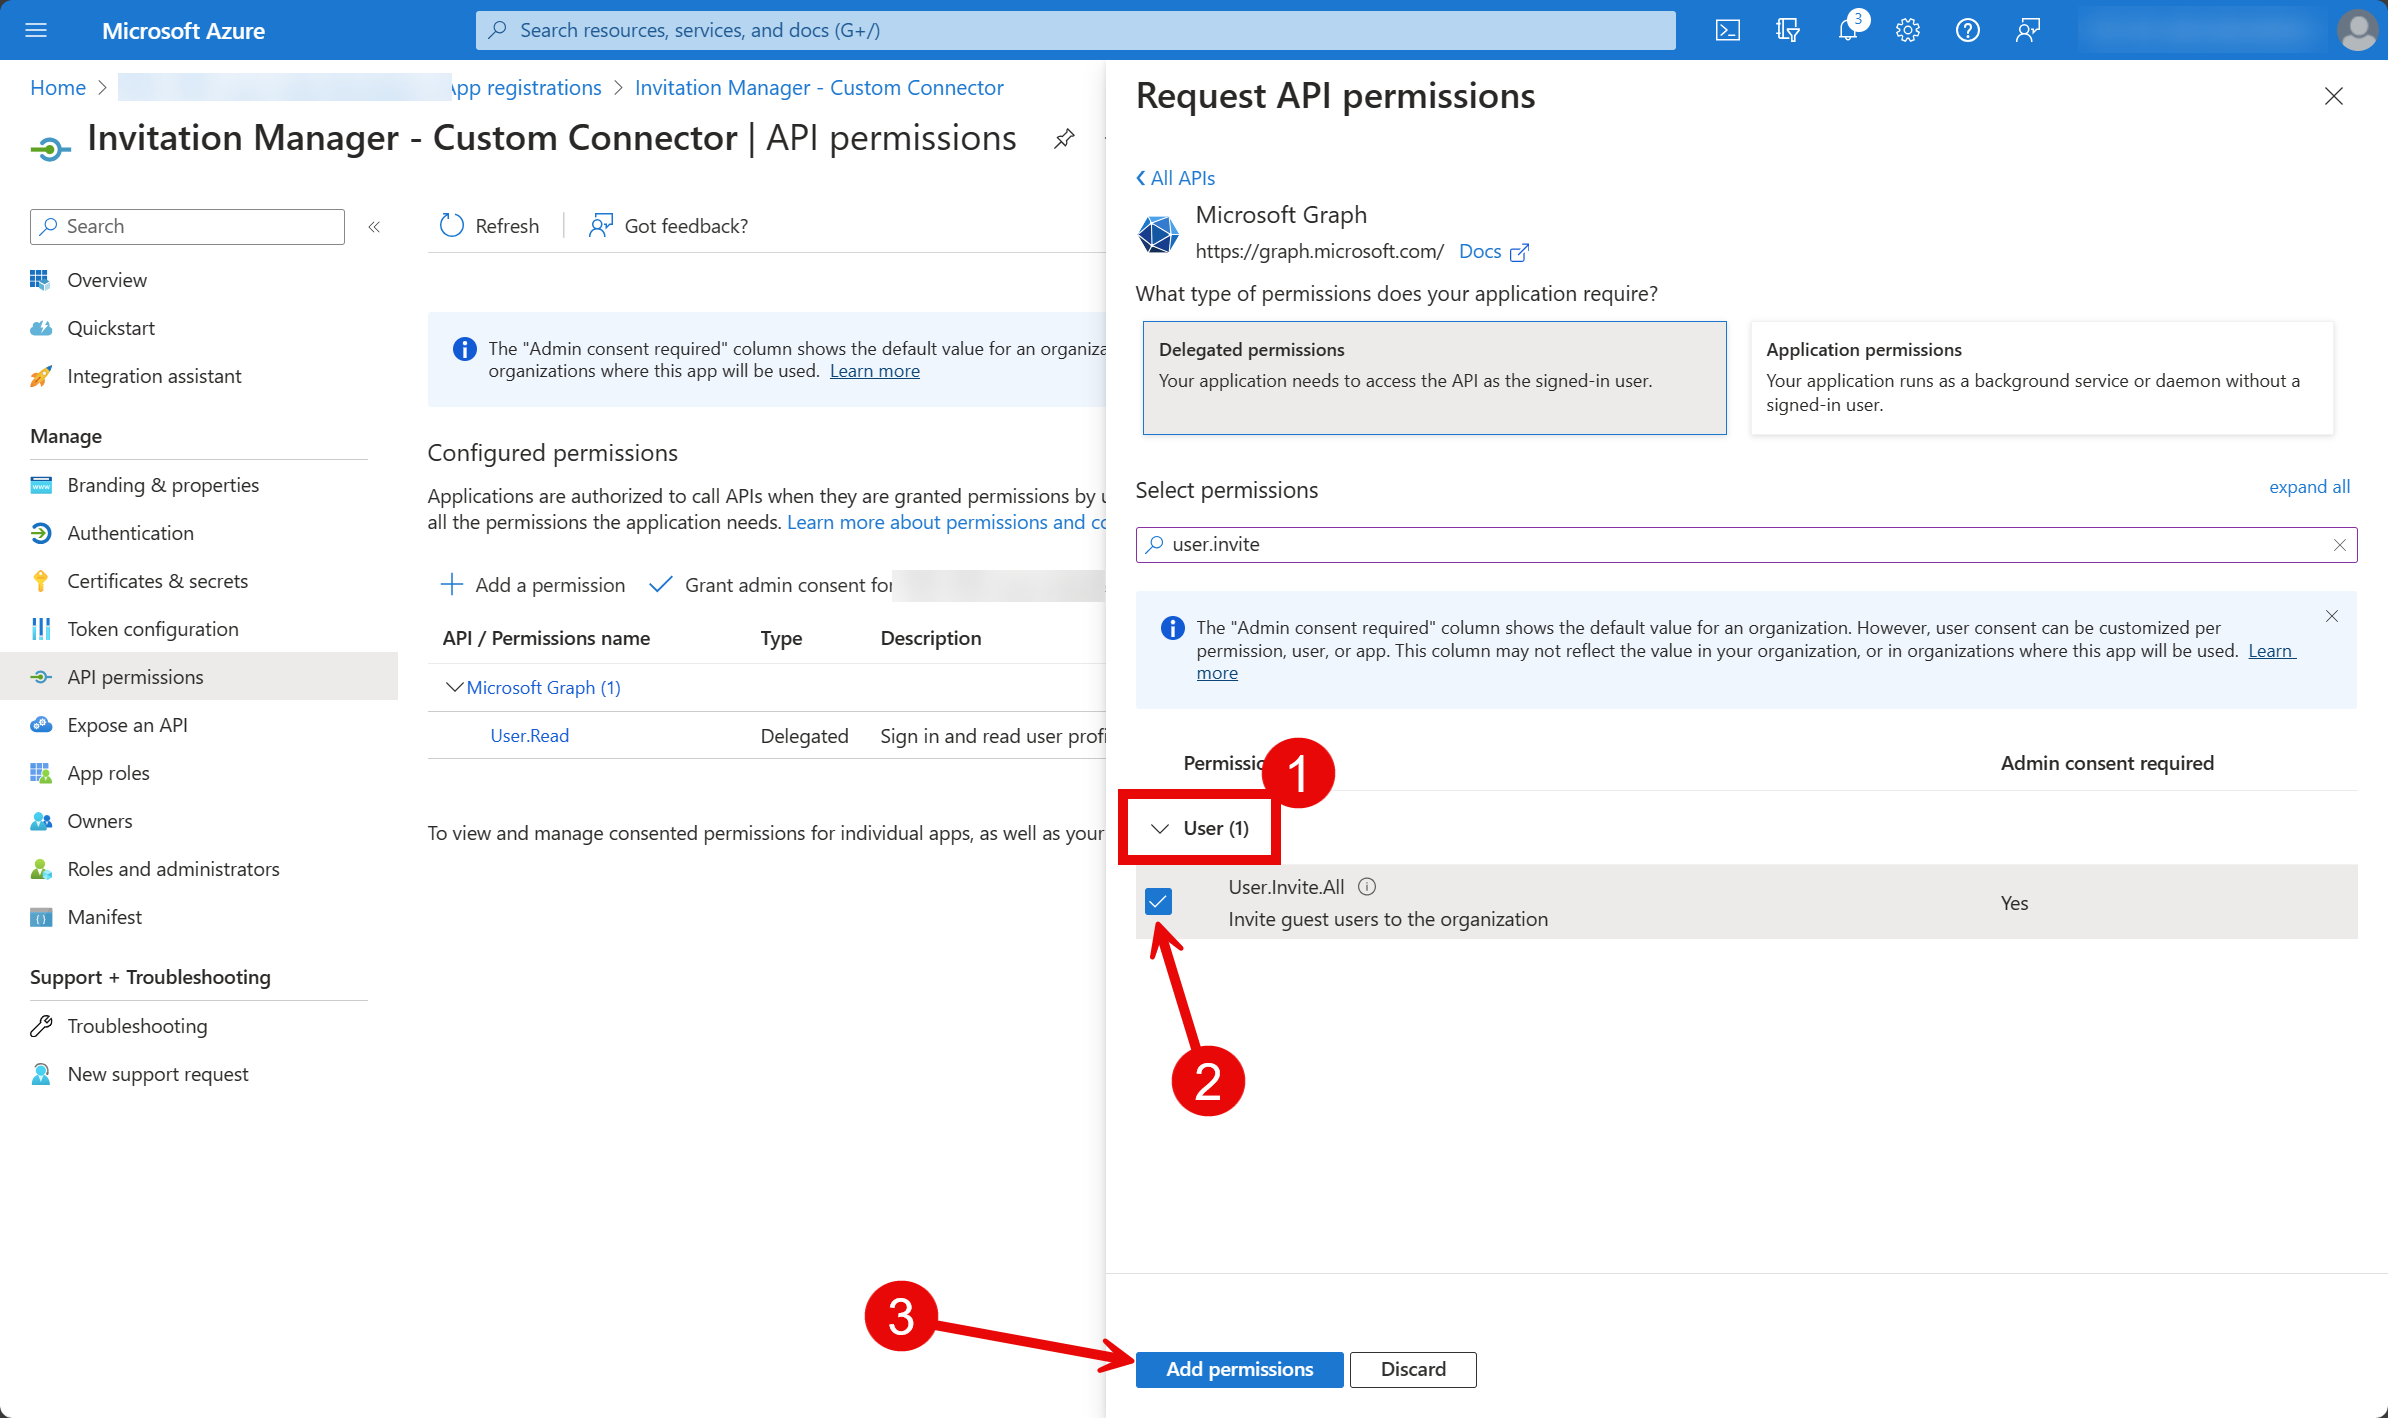 Microsoft Azure
Search resources, services, and docs (G+/)
3
Home
App registrations
Invitation Manager - Custom Connector
Invitation Manager - Custom Connector | API permissions
Search
Overview
Quickstart
Integration assistant
Manage
Branding & properties
Authentication
Certificates & secrets
Token configuration
API permissions
Expose an API
App roles
Owners
Roles and administrators
Manifest
Support + Troubleshooting
Troubleshooting
New support request
Refresh
Got feedback?
The "Admin consent required" column shows the default value for an organiza
organizations where this app will be used. Learn more
Configured permissions
Applications are authorized to call APIs when they are granted permissions by u
all the permissions the application needs. Learn more about permissions and co
Add a permission
Grant admin consent for
API / Permissions name
Type
Description
Microsoft Graph (1)
User.Read
Delegated
Sign in and read user profi
To view and manage consented permissions for individual apps, as well as your
Request API permissions
All APIs
Microsoft Graph
https://graph.microsoft.com/ Docs
What type of permissions does your application require?
Delegated permissions
Your application needs to access the API as the signed-in user.
Application permissions
Your application runs as a background service or daemon without a
signed-in user.
Select permissions
expand all
user.invite
The "Admin consent required" column shows the default value for an organization. However, user consent can be customized per
permission, user, or app. This column may not reflect the value in your organization, or in organizations where this app will be used. Learn
more
Permissio
Admin consent required
1
User (1)
User.Invite.All
Invite guest users to the organization
Yes
2
3
Add permissions
Discard